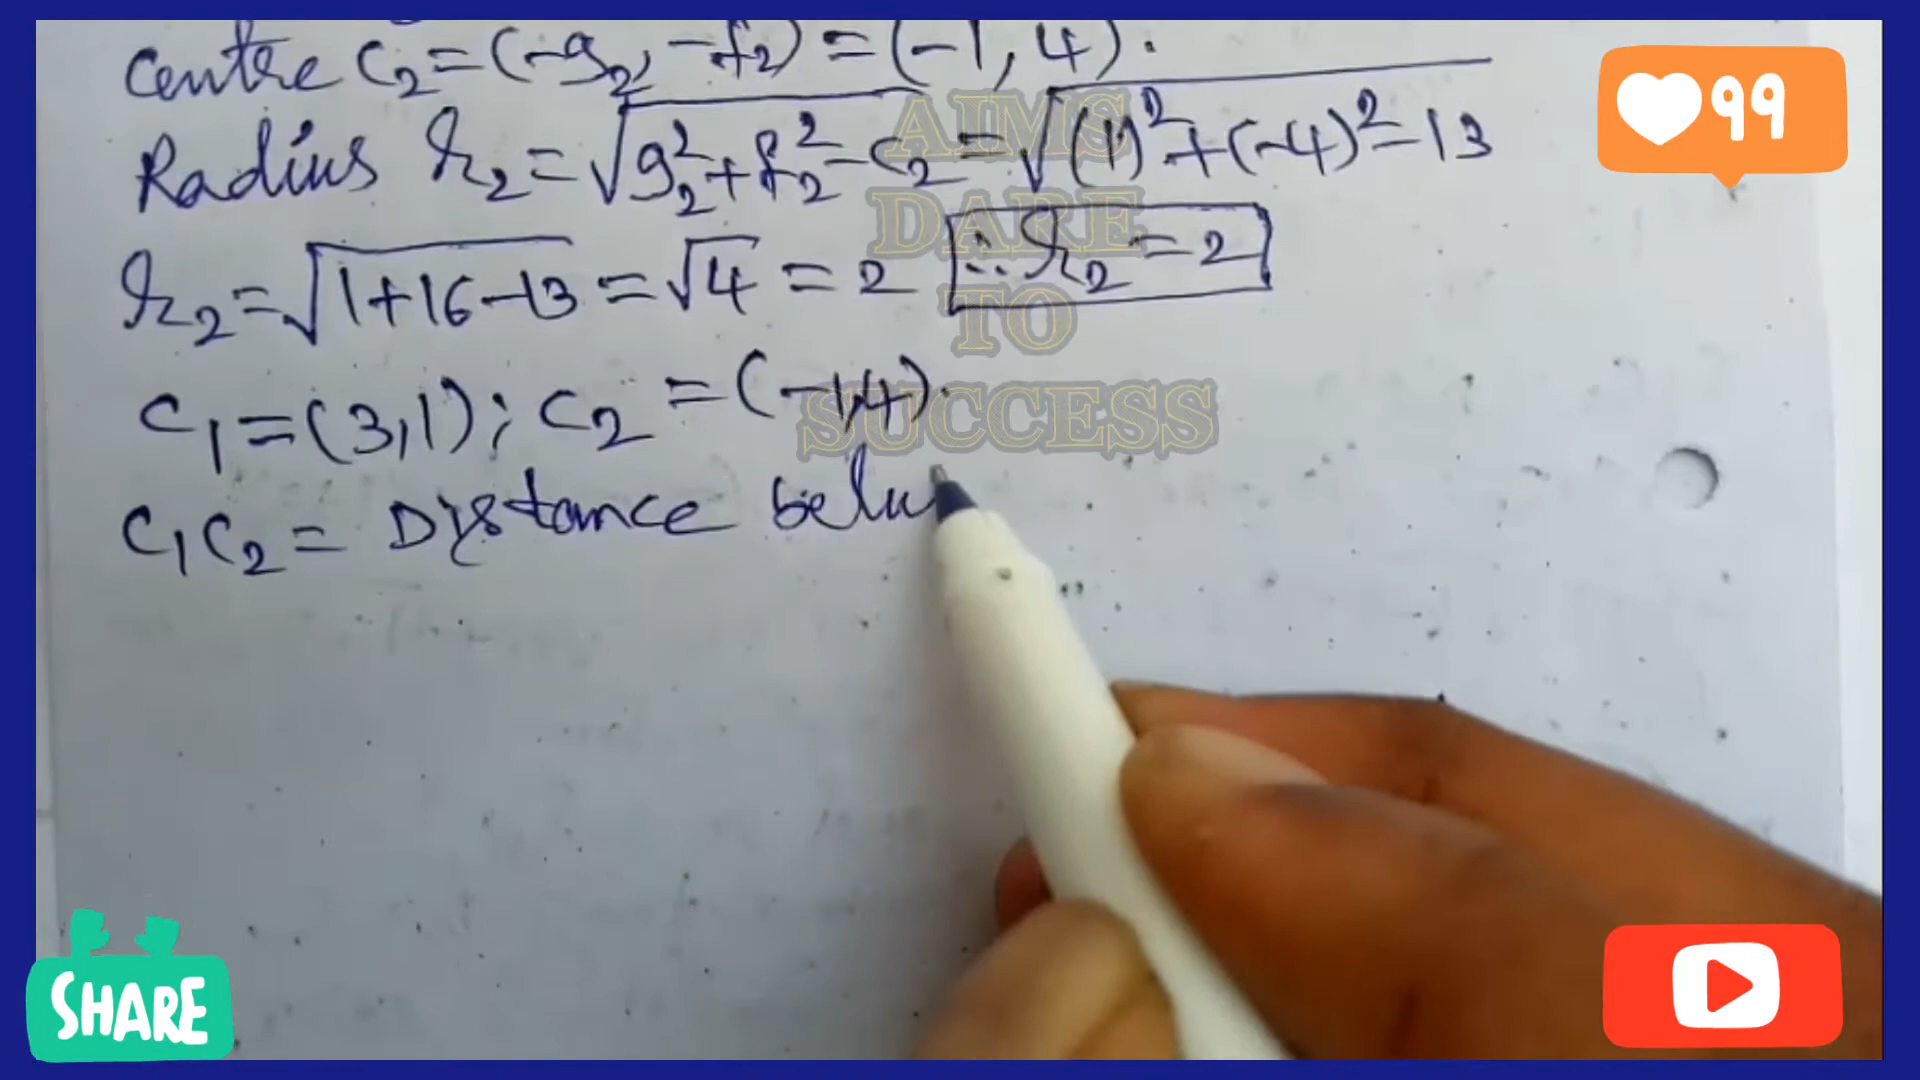 Centre C₂ = (-g₂, -f₂) = (-1, 4).
Radius r₂ = √g₂² + f₂² - c₂ = √(1)² + (-4)² - 13
r₂ = √1+16-13 = √4 = 2 ∴ r₂ = 2
C₁ = (3,1); C₂ = (-1,4).
C₁C₂ = Distance betw
AIMS
DARE
TO
SUCCESS
99
SHARE